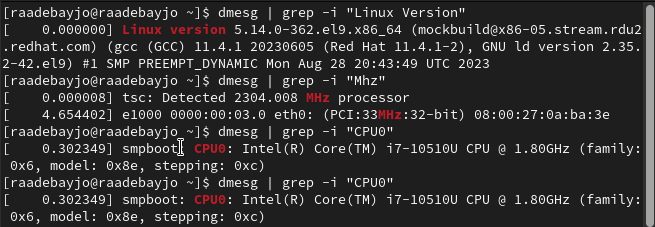 [raadebayjo@raadebayjo ~]$ dmesg | grep -i "Linux Version"
[    0.000000] Linux version 5.14.0-362.el9.x86_64 (mockbuild@x86-05.stream.rdu2
.redhat.com) (gcc (GCC) 11.4.1 20230605 (Red Hat 11.4.1-2), GNU ld version 2.35.
2-42.el9) #1 SMP PREEMPT_DYNAMIC Mon Aug 28 20:43:49 UTC 2023
[raadebayjo@raadebayjo ~]$ dmesg | grep -i "Mhz"
[    0.000008] tsc: Detected 2304.008 MHz processor
[    4.654402] e1000 0000:00:03.0 eth0: (PCI:33MHz:32-bit) 08:00:27:0a:ba:3e
[raadebayjo@raadebayjo ~]$ dmesg | grep -i "CPU0"
[    0.302349] smpboot: CPU0: Intel(R) Core(TM) i7-10510U CPU @ 1.80GHz (family:
0x6, model: 0x8e, stepping: 0xc)
[raadebayjo@raadebayjo ~]$ dmesg | grep -i "CPU0"
[    0.302349] smpboot: CPU0: Intel(R) Core(TM) i7-10510U CPU @ 1.80GHz (family:
0x6, model: 0x8e, stepping: 0xc)